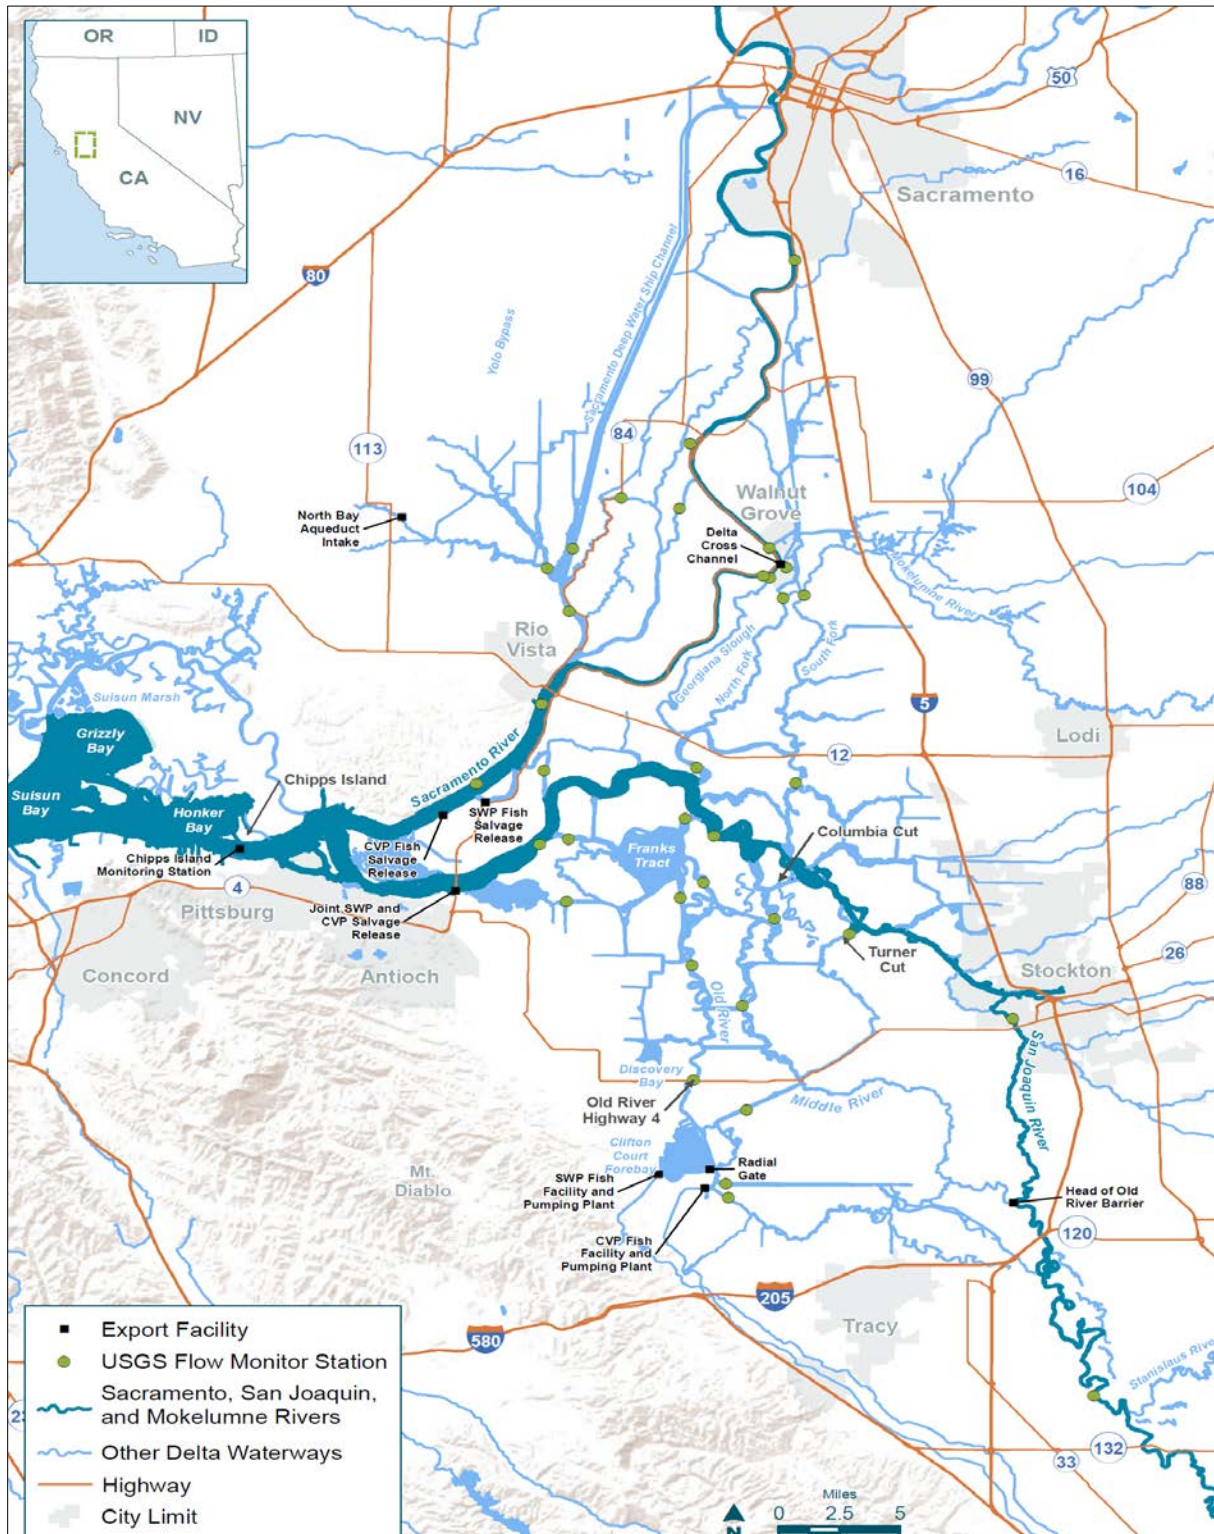 OR
ID
NV
CA
50
16
Sacramento
80
Yolo Bypass
Sacramento Deep Water Ship Channel
99
84
113
104
Walnut
Grove
North Bay
Aqueduct
Intake
Delta
Cross
Channel
Mokelumne River
Rio
Vista
Georgiana Slough
North Fork
South Fork
Suisun Marsh
5
Lodi
Grizzly
Bay
12
Chipps Island
Sacramento River
Suisun
Bay
Honker
Bay
SWP Fish
Salvage
Release
Columbia Cut
CVP Fish
Salvage
Release
Franks
Tract
Chipps Island
Monitoring Station
4
88
Pittsburg
Joint SWP and
CVP Salvage
Release
Turner
Cut
26
Concord
Antioch
Stockton
Old River
San Joaquin River
Discovery
Bay
Old River
Highway 4
Middle River
Clifton
Court
Forebay
Mt.
Diablo
Radial
Gate
SWP Fish
Facility and
Pumping Plant
Head of Old
River Barrier
120
CVP Fish
Facility and
Pumping Plant
205
Tracy
580
Stanislaus River
132
33
23
Export Facility
USGS Flow Monitor Station
Sacramento, San Joaquin,
and Mokelumne Rivers
Other Delta Waterways
Highway
City Limit
Miles
0 2.5 5
N